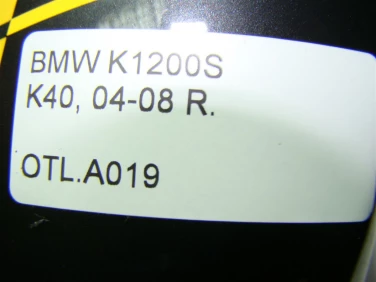 BMW K1200S
K40, 04-08 R.
OTL.A019